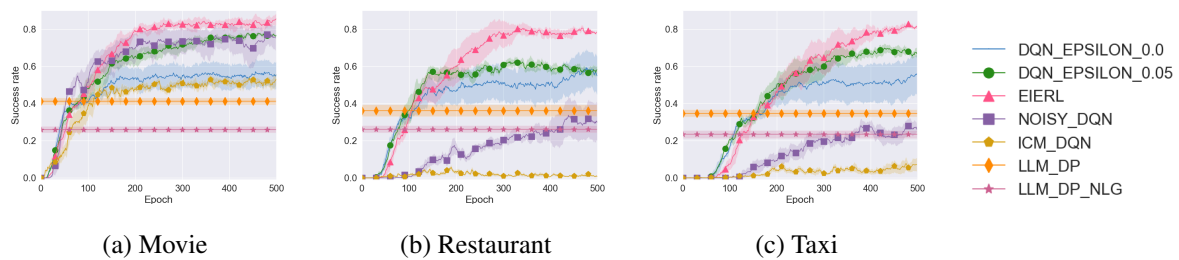 0.8
0.6
0.4
0.2
0.0
Success rate
0 100 200 300 400 500
Epoch
(a) Movie
0.8
0.6
0.4
0.2
0.0
Success rate
0 100 200 300 400 500
Epoch
(b) Restaurant
0.8
0.6
0.4
0.2
0.0
Success rate
0 100 200 300 400 500
Epoch
(c) Taxi
DQN_EPSILON_0.0
DQN_EPSILON_0.05
EIERL
NOISY_DQN
ICM_DQN
LLM_DP
LLM_DP_NLG